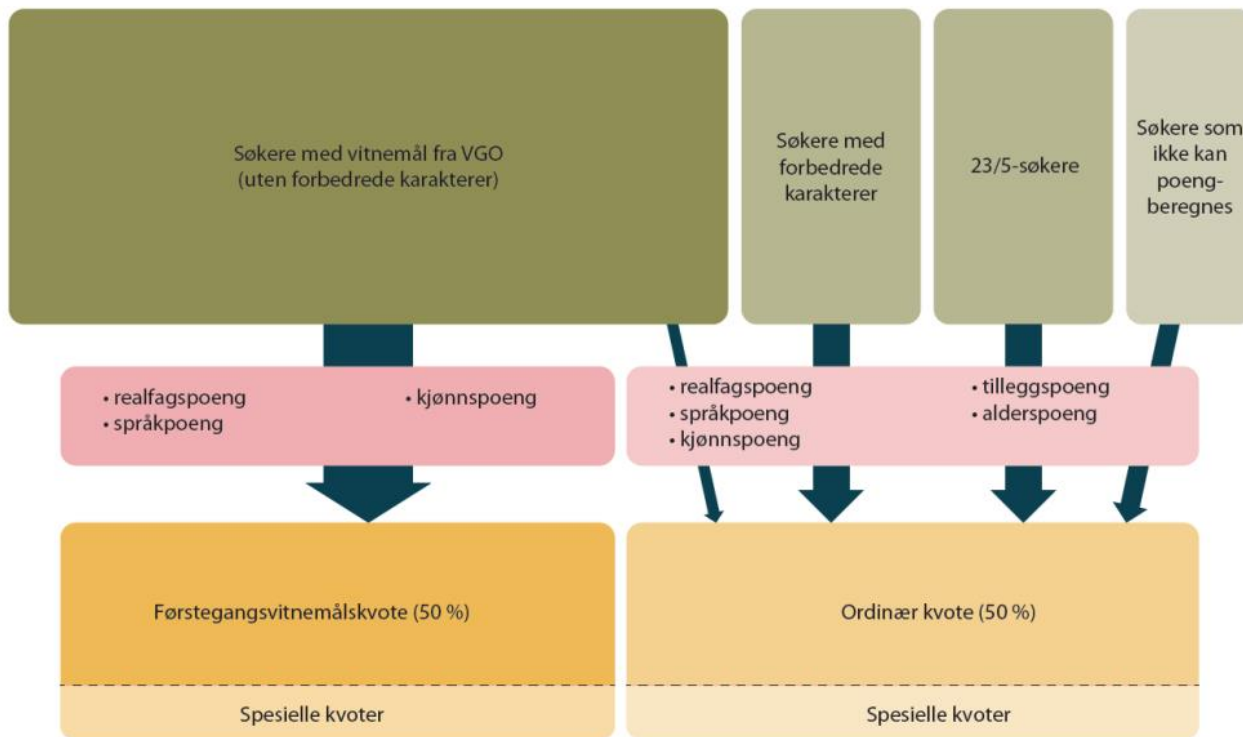 Søkere med vitnemål fra VGO
(uten forbedrede karakterer)
Søkere med
forbedrede
karakterer
23/5-søkere
Søkere som
ikke kan
poeng-
beregnes
• realfagspoeng
• språkpoeng
• kjønnspoeng
• realfagspoeng
• språkpoeng
• kjønnspoeng
• tilleggspoeng
• alderspoeng
Førstegangsvitnemålskvote (50 %)
Ordinær kvote (50 %)
Spesielle kvoter
Spesielle kvoter